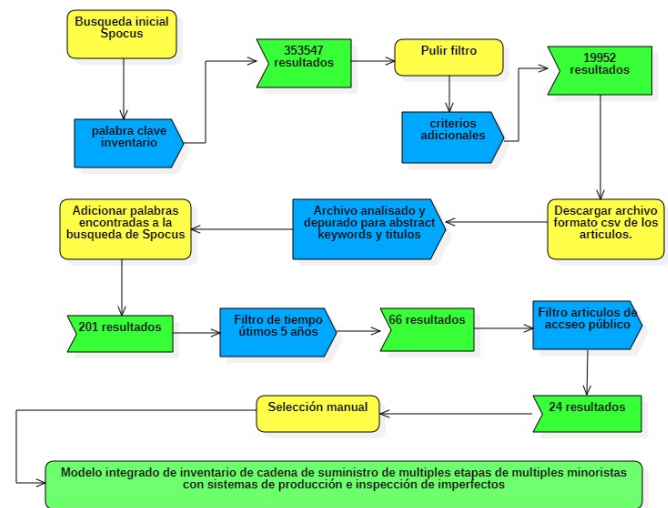 Busqueda inicial
Spocus
353547
resultados
Pulir filtro
19952
resultados
palabra clave
inventario
criterios
adicionales
Adicionar palabras
encontradas a la
busqueda de Spocus
Archivo analisado y
depurado para abstract
keywords y titulos
Descargar archivo
formato csv de los
articulos.
201 resultados
Filtro de tiempo
útimos 5 años
66 resultados
Filtro articulos de
accseo público
24 resultados
Selección manual
Modelo integrado de inventario de cadena de suministro de multiples etapas de multiples minoristas
con sistemas de producción e inspección de imperfectos